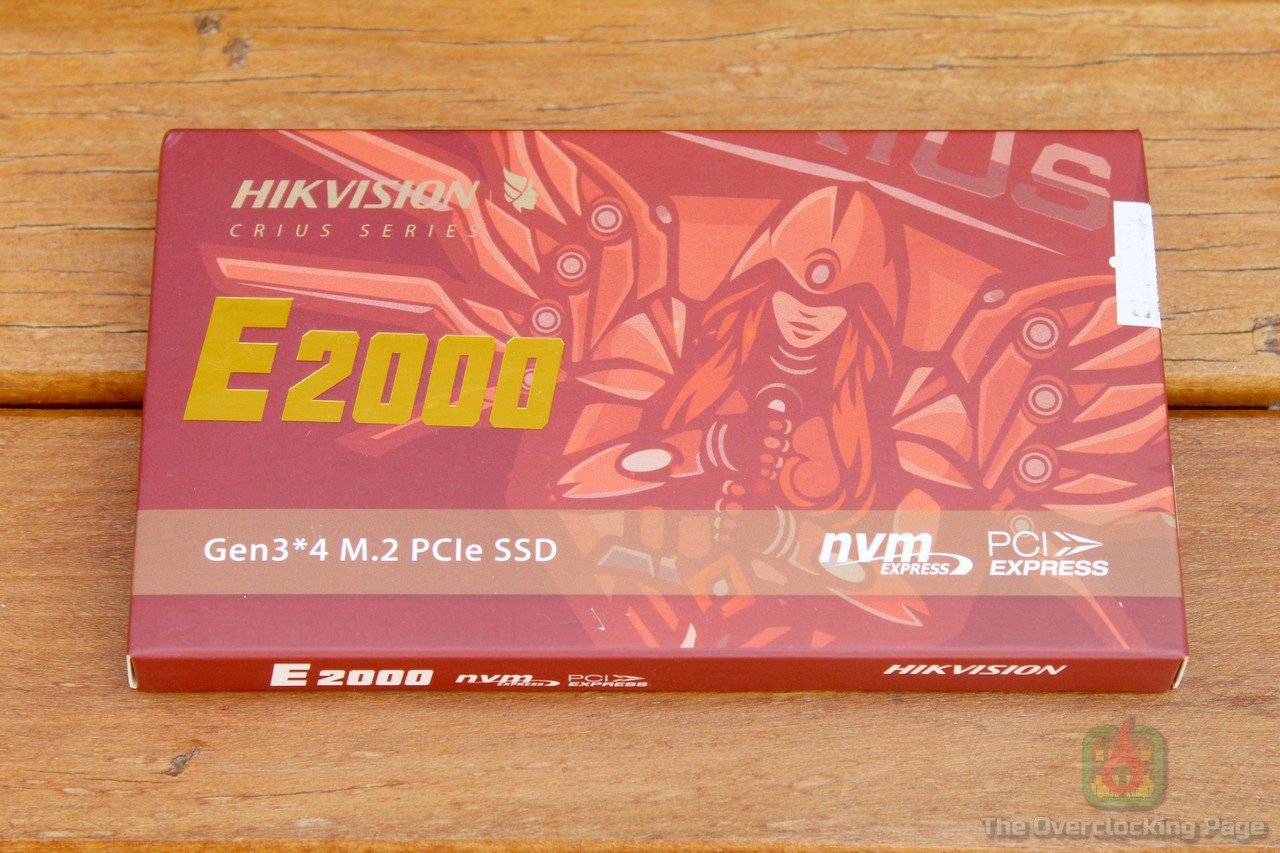 HIKVISION
CRIUS SERIES
E2000
Gen3*4 M.2 PCIe SSD
nvm EXPRESS
PCI EXPRESS
E2000 nvm EXPRESS PCI EXPRESS HIKVISION
The Overclocking Page